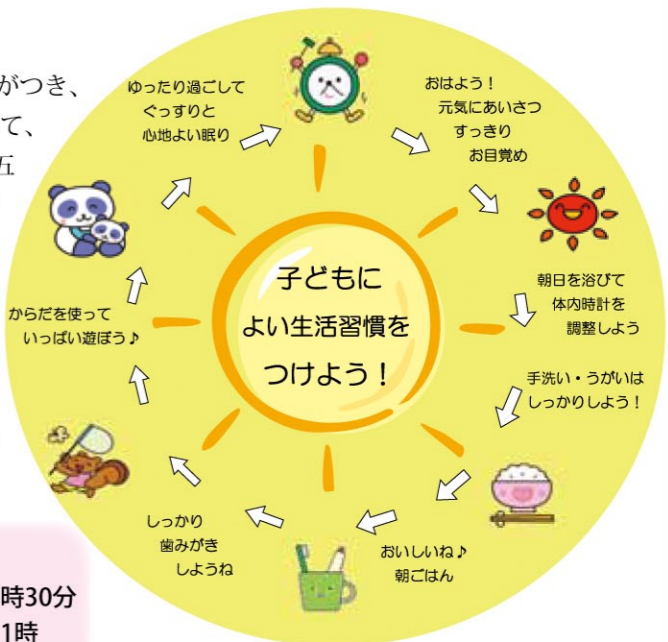 がつき、
て、
五
子どもに
よい生活習慣を
つけよう！
おはよう！
元気にあいさつ
すっきり
お目覚め
朝日を浴びて
体内時計を
調整しよう
手洗い・うがいは
しっかりしよう！
おいしいね♪
朝ごはん
しっかり
歯みがき
しようね
からだを使って
いっぱい遊ぼう♪
ゆったり過ごして
ぐっすりと
心地よい眠り
時30分
1時